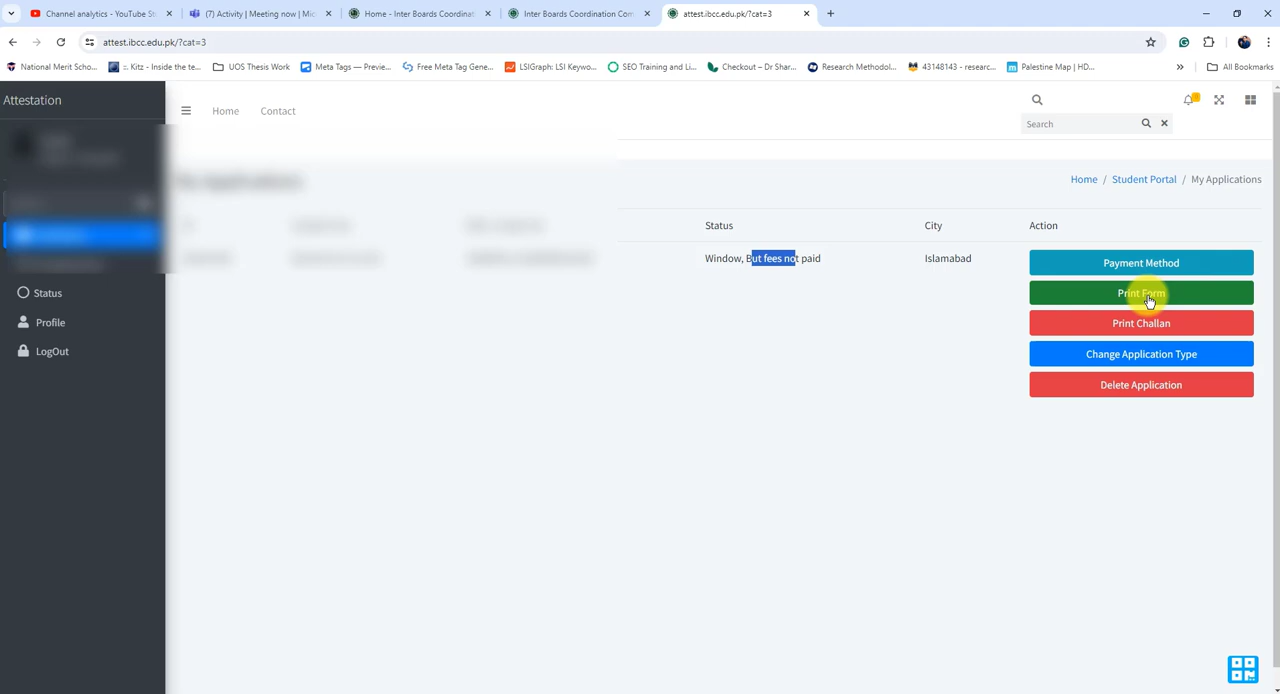 Channel analytics - YouTube St
(7) Activity | Meeting now | Mic
Home - Inter Boards Coordinat
Inter Boards Coordination Com
attest.ibcc.edu.pk/?cat=3
attest.ibcc.edu.pk/?cat=3
National Merit Scho...
:. Kitz - Inside the te...
UOS Thesis Work
Meta Tags — Previe...
Free Meta Tag Gene...
LSIGraph: LSI Keywo...
SEO Training and Li...
Checkout – Dr Shar...
Research Methodol...
43148143 - researc...
Palestine Map | HD...
»
All Bookmarks
Attestation
Home
Contact
Search
Home / Student Portal / My Applications
Status
City
Action
Window, But fees not paid
Islamabad
Payment Method
Print Form
Print Challan
Change Application Type
Delete Application
Status
Profile
LogOut